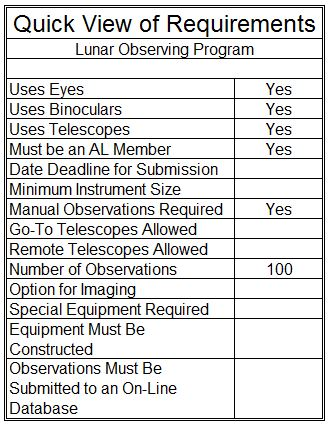 Quick View of Requirements
Lunar Observing Program
Uses Eyes Yes
Uses Binoculars Yes
Uses Telescopes Yes
Must be an AL Member Yes
Date Deadline for Submission
Minimum Instrument Size
Manual Observations Required Yes
Go-To Telescopes Allowed
Remote Telescopes Allowed
Number of Observations 100
Option for Imaging
Special Equipment Required
Equipment Must Be
Constructed
Observations Must Be
Submitted to an On-Line
Database